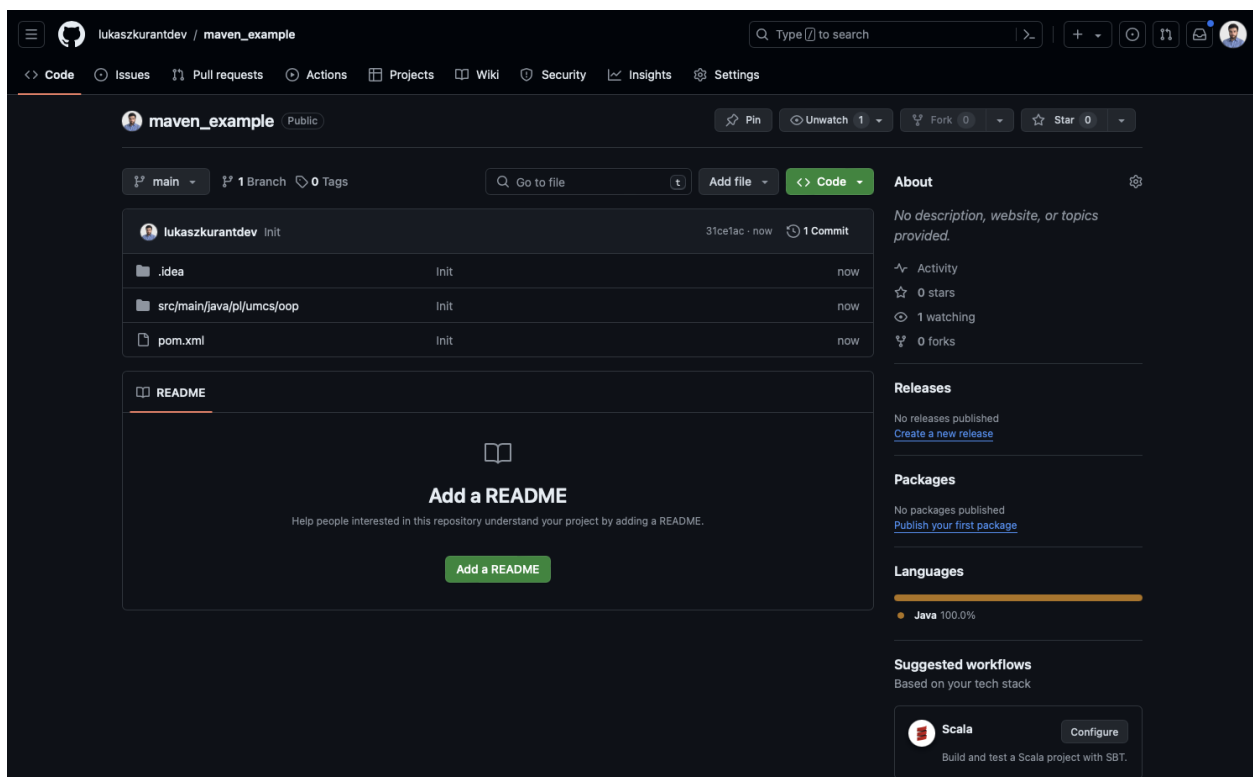 lukaszkurantdev / maven_example
Type / to search
Code Issues Pull requests Actions Projects Wiki Security Insights Settings
maven_example Public
Pin Unwatch 1 Fork 0 Star 0
main 1 Branch 0 Tags Go to file t Add file Code
lukaszkurantdev Init 31ce1ac · now 1 Commit
.idea Init now
src/main/java/pl/umcs/oop Init now
pom.xml Init now
README
Add a README
Help people interested in this repository understand your project by adding a README.
Add a README
About
No description, website, or topics
provided.
Activity
0 stars
1 watching
0 forks
Releases
No releases published
Create a new release
Packages
No packages published
Publish your first package
Languages
Java 100.0%
Suggested workflows
Based on your tech stack
Scala Configure
Build and test a Scala project with SBT.